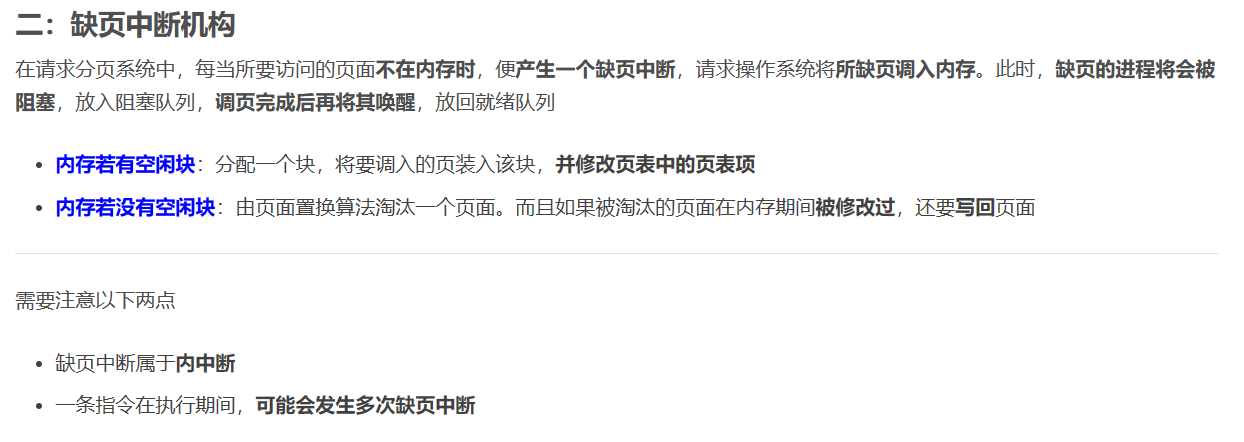 二：缺页中断机构
在请求分页系统中，每当所要访问的页面不在内存时，便产生一个缺页中断，请求操作系统将所缺页调入内存。此时，缺页的进程将会被
阻塞，放入阻塞队列，调页完成后再将其唤醒，放回就绪队列
• 内存若有空闲块：分配一个块，将要调入的页装入该块，并修改页表中的页表项
• 内存若没有空闲块：由页面置换算法淘汰一个页面。而且如果被淘汰的页面在内存期间被修改过，还要写回页面
需要注意以下两点
• 缺页中断属于内中断
• 一条指令在执行期间，可能会发生多次缺页中断